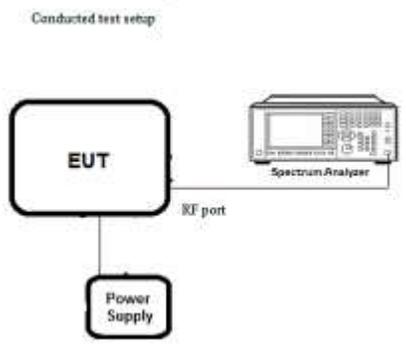 Conducted test setup
EUT
Spectrum Analyzer
RF port
Power
Supply